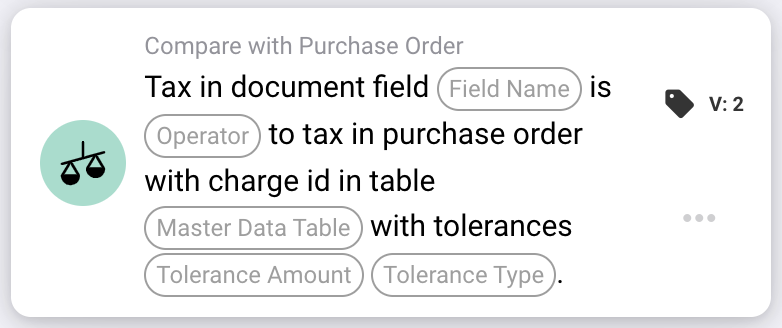 Compare with Purchase Order
Tax in document field Field Name is
Operator to tax in purchase order
with charge id in table
Master Data Table with tolerances
Tolerance Amount Tolerance Type.
V: 2